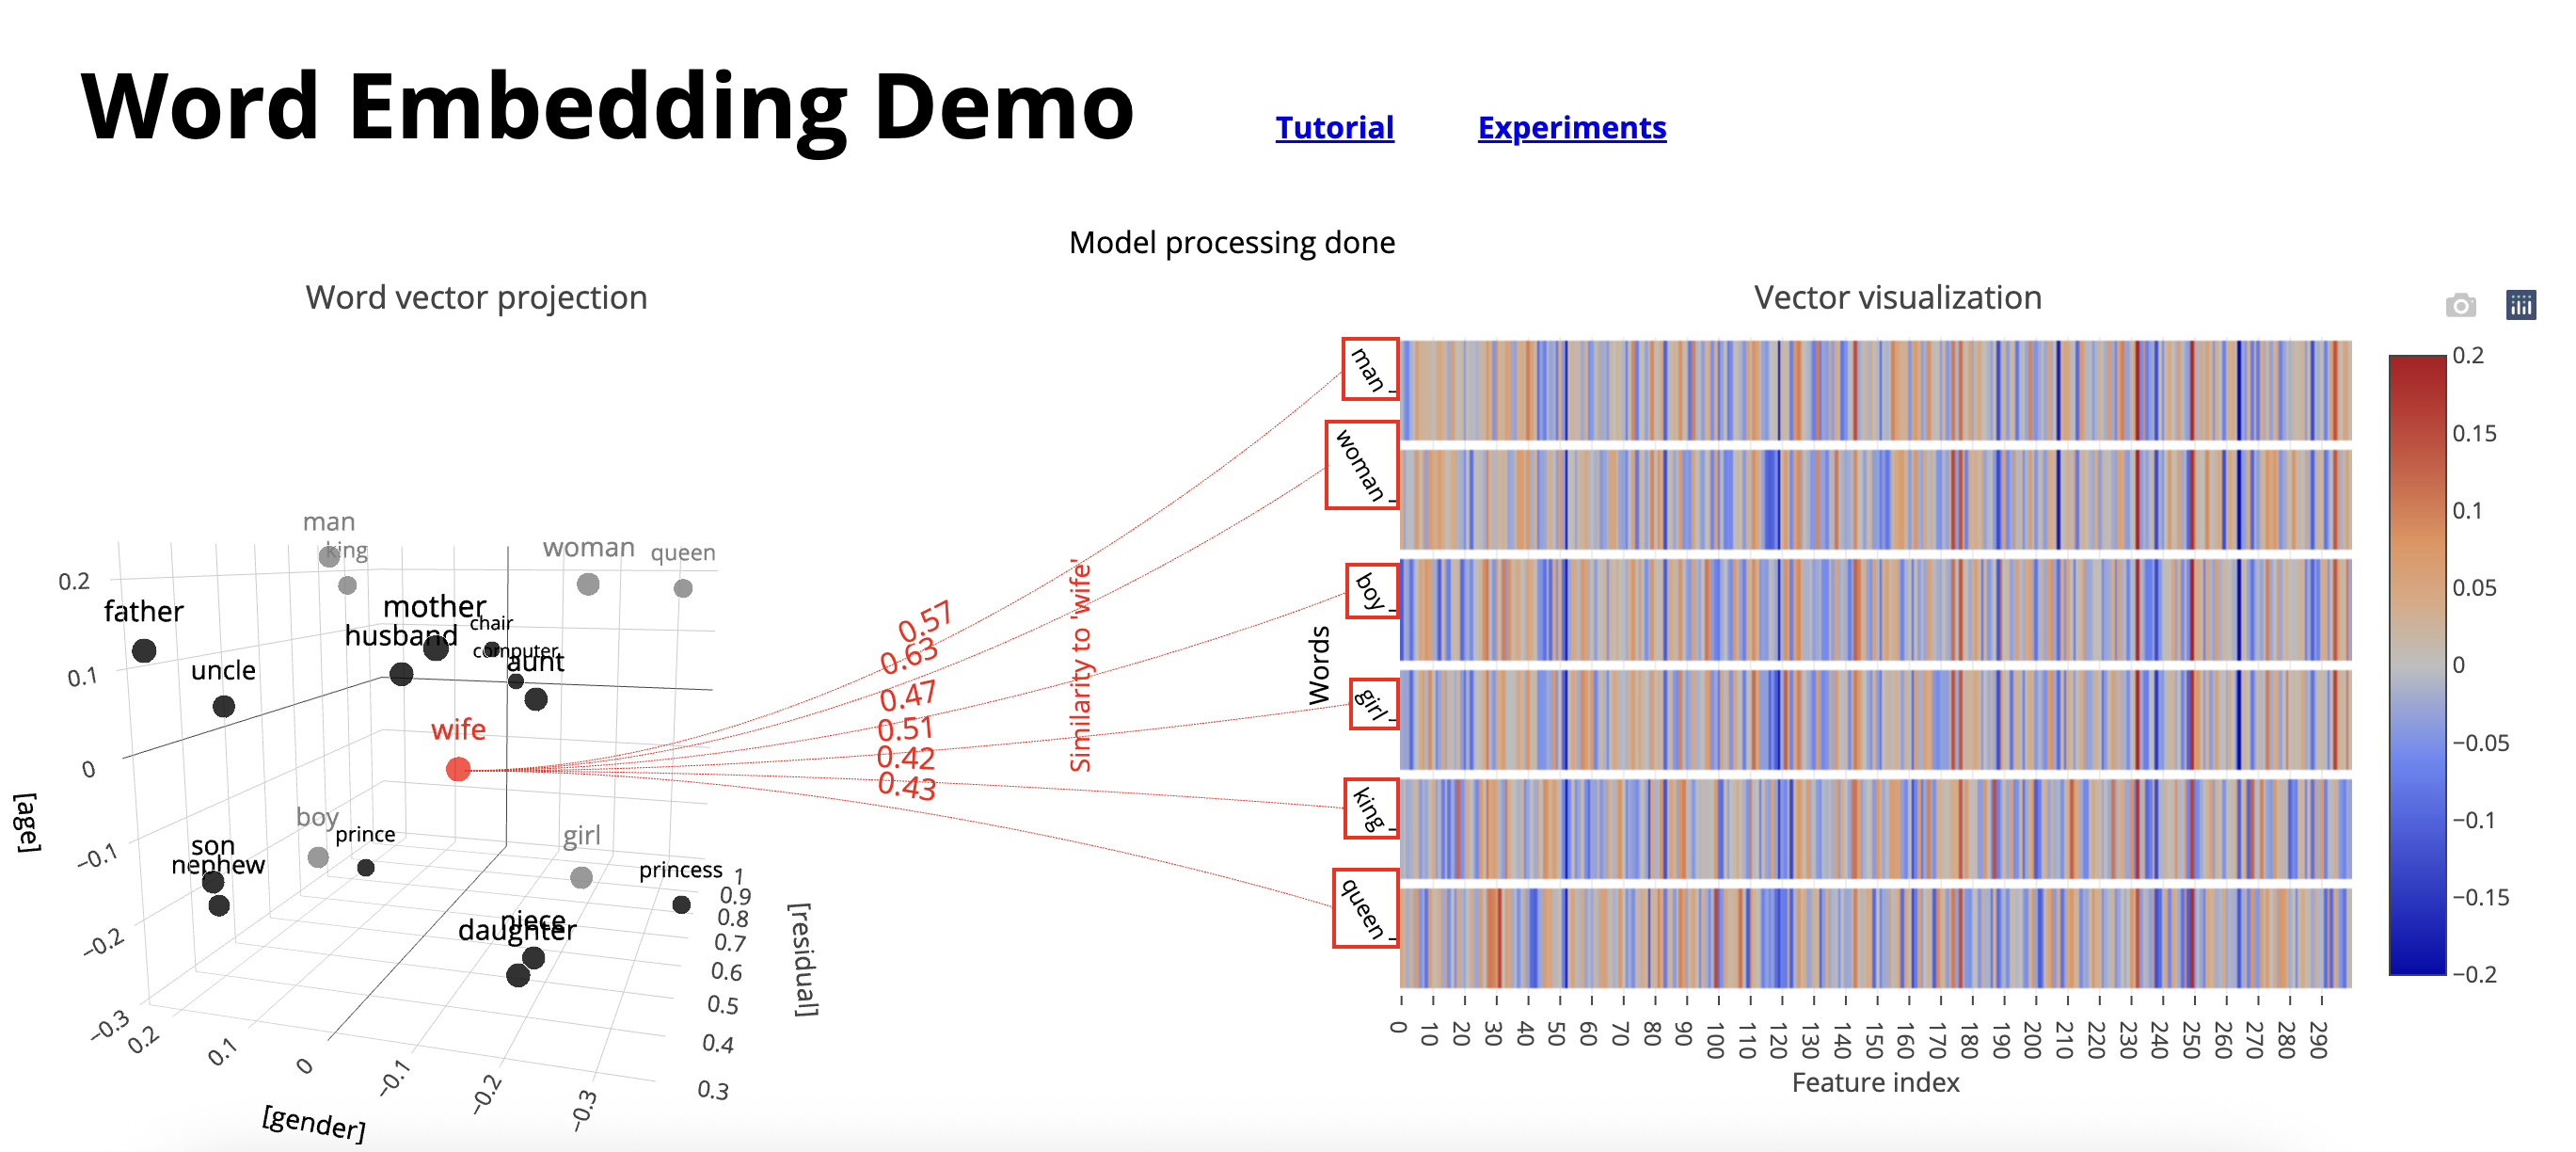 Word Embedding Demo
Tutorial
Experiments
Model processing done
Word vector projection
Vector visualization
man
king
woman
queen
father
mother
chair
husband
computer
aunt
uncle
wife
boy
prince
girl
son
nephew
princess
niece
daughter
0.2
0.1
0
−0.1
−0.2
−0.3
[age]
0.2
0.1
0
−0.1
−0.2
−0.3
[gender]
1
0.9
0.8
0.7
0.6
0.5
0.4
0.3
[residual]
0.57
0.63
0.47
0.51
0.42
0.43
Similarity to 'wife'
Words
man
woman
boy
girl
king
queen
0
10
20
30
40
50
60
70
80
90
100
110
120
130
140
150
160
170
180
190
200
210
220
230
240
250
260
270
280
290
Feature index
0.2
0.15
0.1
0.05
0
−0.05
−0.1
−0.15
−0.2